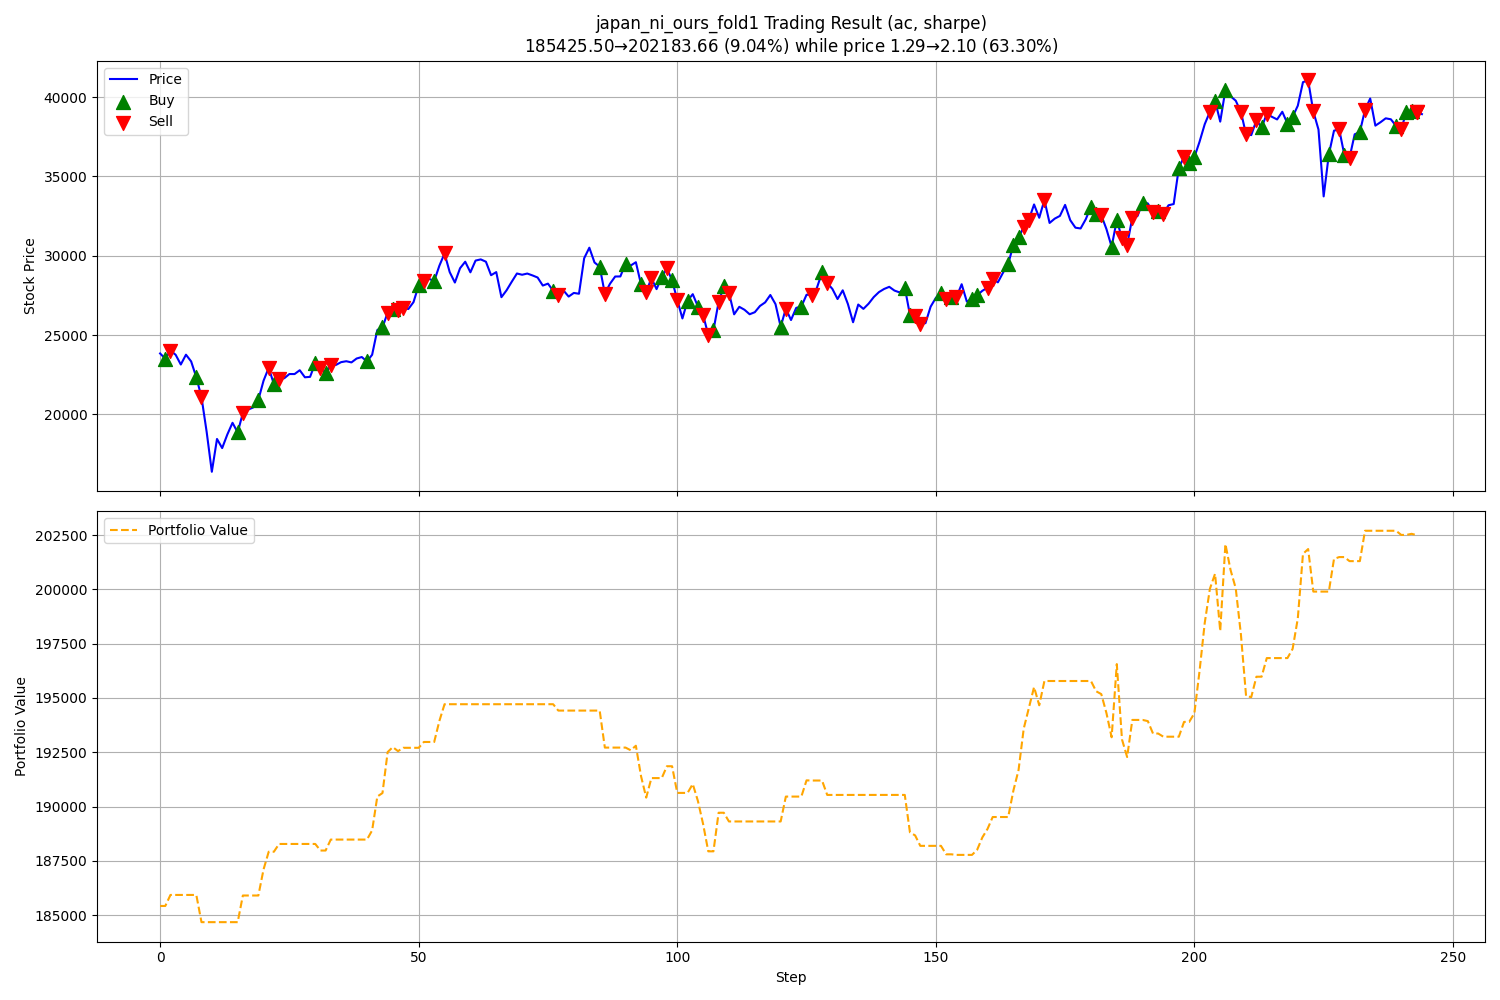 japan_ni_ours_fold1 Trading Result (ac, sharpe)
185425.50→202183.66 (9.04%) while price 1.29→2.10 (63.30%)
Price
Buy
Sell
40000
35000
30000
25000
20000
Stock Price
Portfolio Value
202500
200000
197500
195000
192500
190000
187500
185000
Portfolio Value
0
50
100
150
200
250
Step